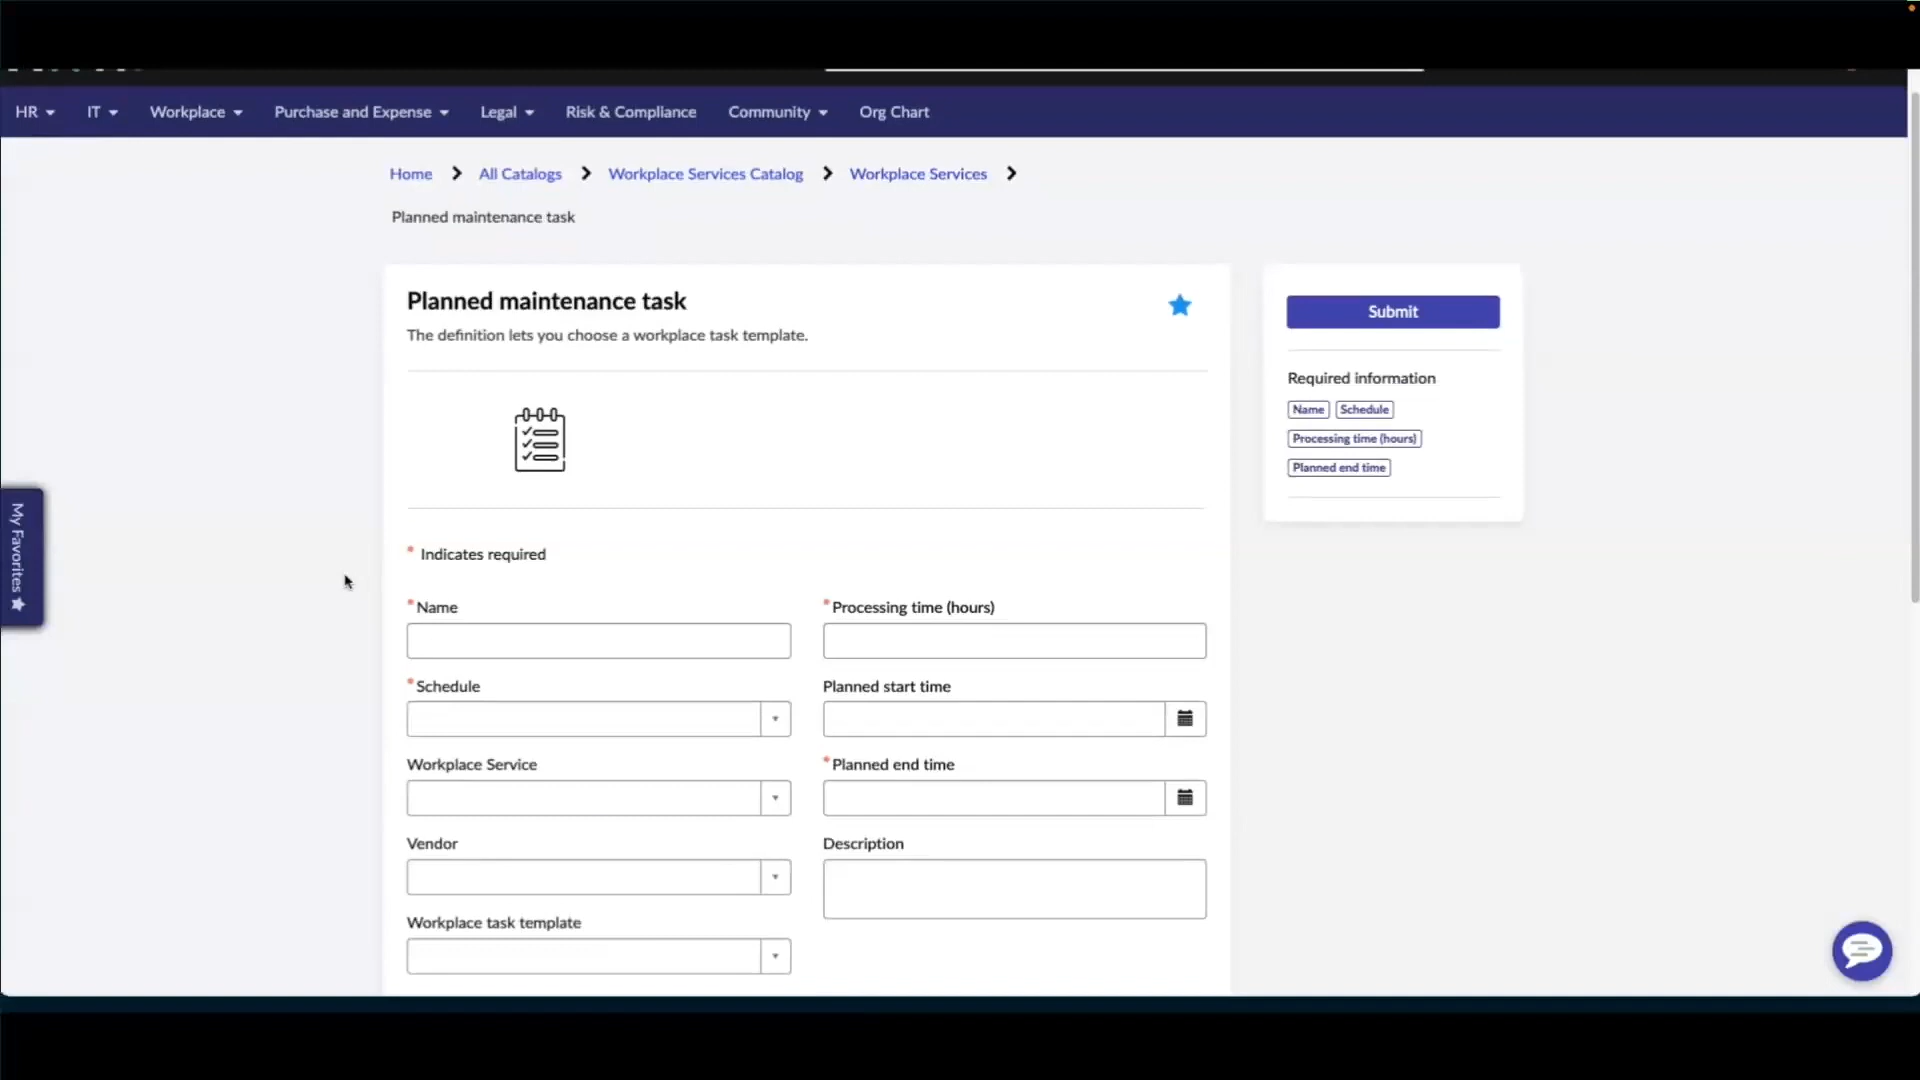 HR IT Workplace Purchase and Expense Legal Risk & Compliance Community Org Chart
Home All Catalogs Workplace Services Catalog Workplace Services
Planned maintenance task
Planned maintenance task
The definition lets you choose a workplace task template.
Submit
Required information
Name Schedule
Processing time (hours)
Planned end time
My Favorites
* Indicates required
* Name
* Processing time (hours)
* Schedule
Planned start time
Workplace Service
* Planned end time
Vendor
Description
Workplace task template